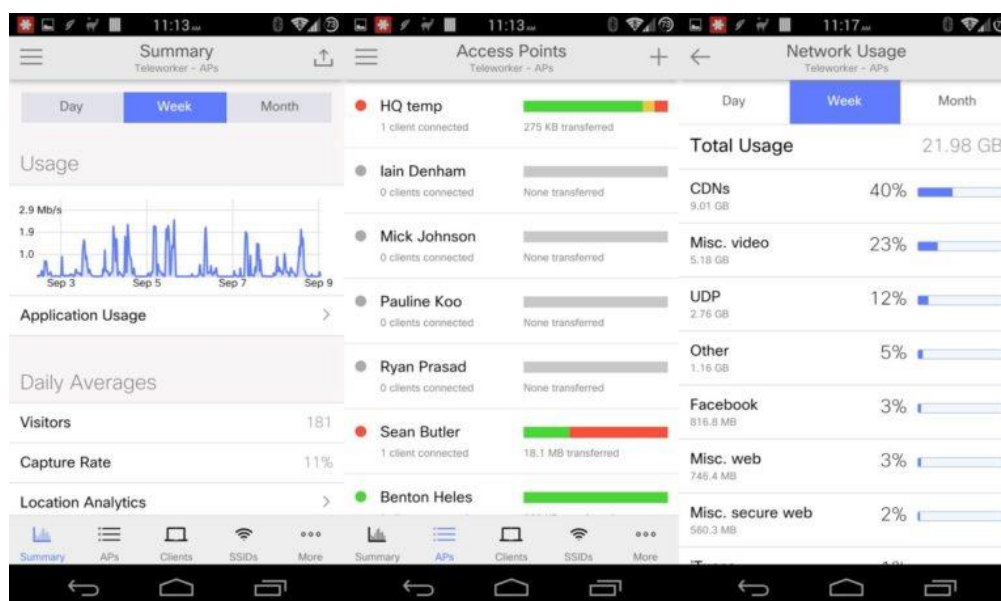 11:13 AM
73
Summary
Teleworker - APs
Day
Week
Month
Usage
2.9 Mb/s
1.9
1.0
Sep 3
Sep 5
Sep 7
Sep 9
Application Usage
Daily Averages
Visitors
181
Capture Rate
11%
Location Analytics
Summary
APs
Clients
SSIDs
More
11:13 AM
73
Access Points
Teleworker - APs
HQ temp
1 client connected
275 KB transferred
Iain Denham
0 clients connected
None transferred
Mick Johnson
0 clients connected
None transferred
Pauline Koo
0 clients connected
None transferred
Ryan Prasad
0 clients connected
None transferred
Sean Butler
1 client connected
18.1 MB transferred
Benton Heles
Summary
APs
Clients
SSIDs
More
11:17 AM
Network Usage
Teleworker - APs
Day
Week
Month
Total Usage
21.98 GB
CDNs
40%
9.01 GB
Misc. video
23%
5.18 GB
UDP
12%
2.76 GB
Other
5%
1.16 GB
Facebook
3%
816.8 MB
Misc. web
3%
746.4 MB
Misc. secure web
2%
560.3 MB